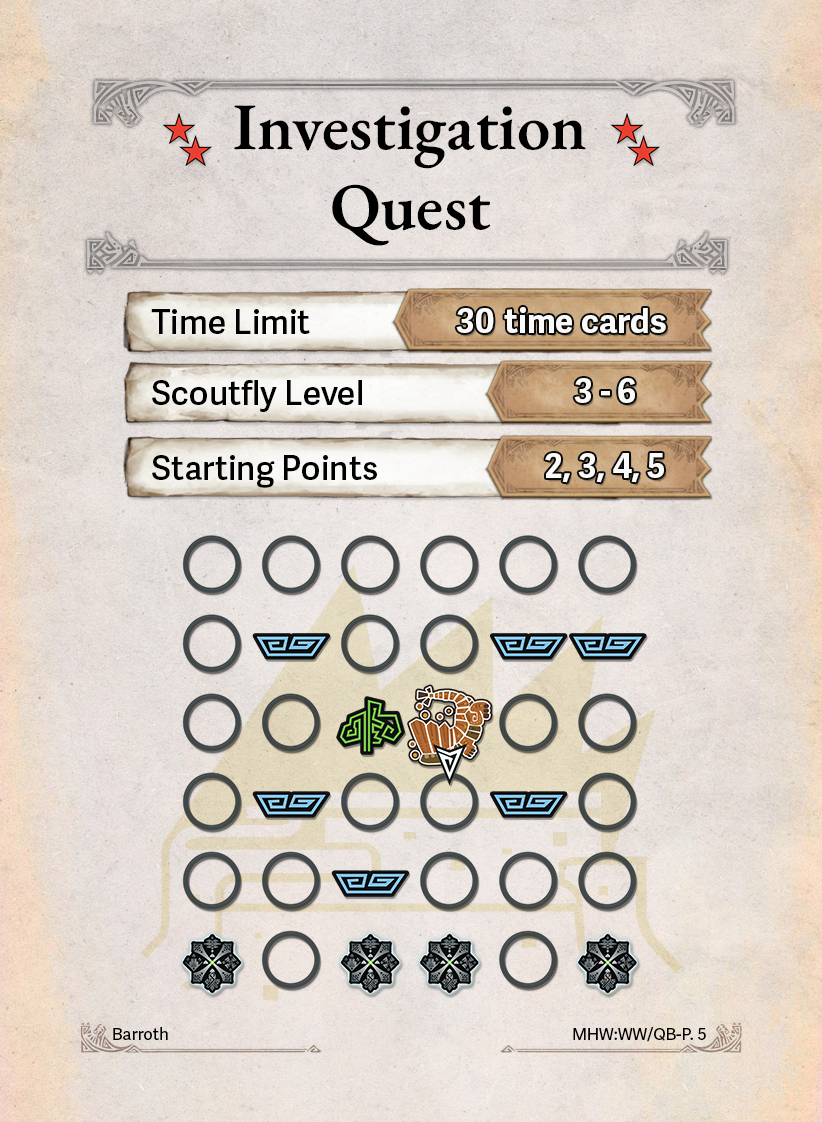 Investigation
Quest
Time Limit 30 time cards
Scoutfly Level 3 - 6
Starting Points 2, 3, 4, 5
Barroth MHW:WW/QB-P. 5